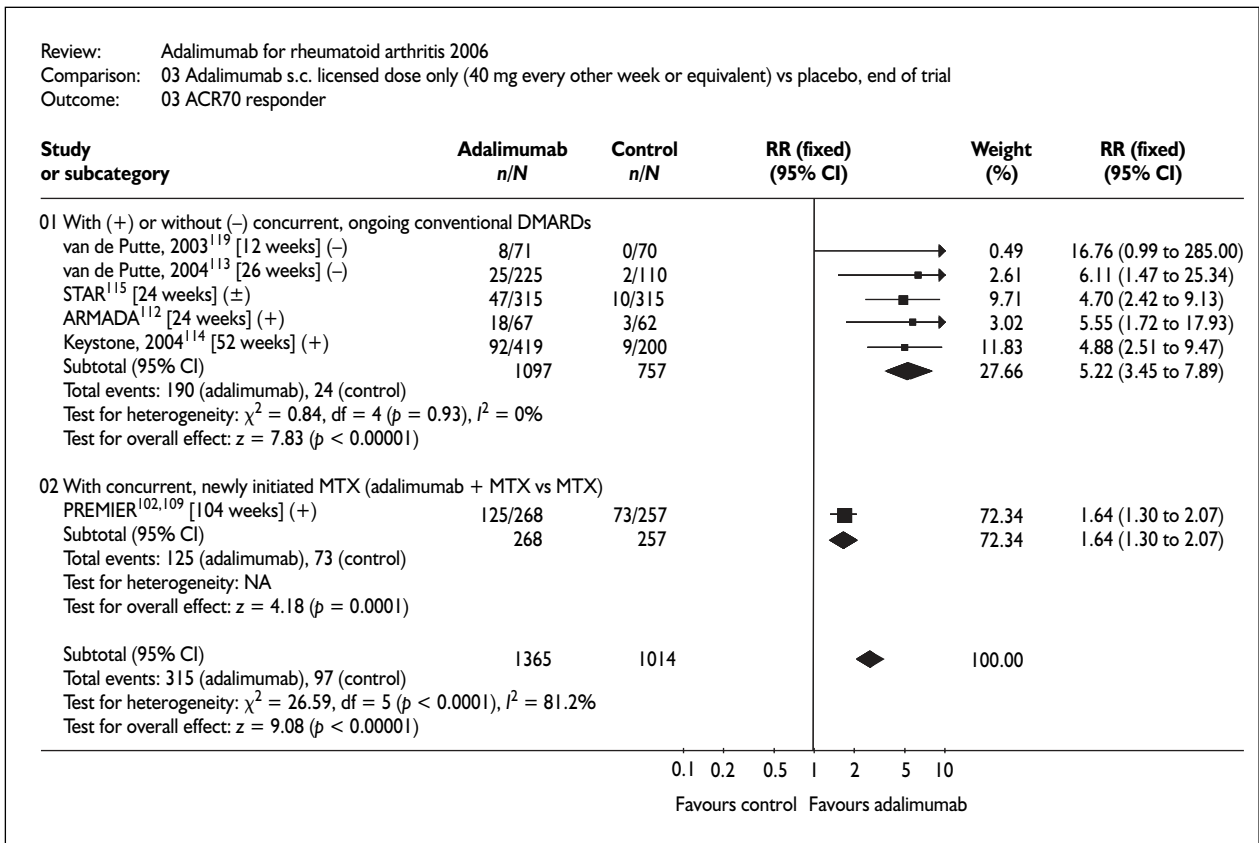 Review: Adalimumab for rheumatoid arthritis 2006
Comparison: 03 Adalimumab s.c. licensed dose only (40 mg every other week or equivalent) vs placebo, end of trial
Outcome: 03 ACR70 responder
Study Adalimumab Control RR (fixed) Weight RR (fixed)
or subcategory n/N n/N (95% CI) (%) (95% CI)
01 With (+) or without (–) concurrent, ongoing conventional DMARDs
van de Putte, 2003¹¹⁹ [12 weeks] (–) 8/71 0/70 0.49 16.76 (0.99 to 285.00)
van de Putte, 2004¹¹³ [26 weeks] (–) 25/225 2/110 2.61 6.11 (1.47 to 25.34)
STAR¹¹⁵ [24 weeks] (±) 47/315 10/315 9.71 4.70 (2.42 to 9.13)
ARMADA¹¹² [24 weeks] (+) 18/67 3/62 3.02 5.55 (1.72 to 17.93)
Keystone, 2004¹¹⁴ [52 weeks] (+) 92/419 9/200 11.83 4.88 (2.51 to 9.47)
Subtotal (95% CI) 1097 757 27.66 5.22 (3.45 to 7.89)
Total events: 190 (adalimumab), 24 (control)
Test for heterogeneity: χ² = 0.84, df = 4 (p = 0.93), I² = 0%
Test for overall effect: z = 7.83 (p < 0.00001)
02 With concurrent, newly initiated MTX (adalimumab + MTX vs MTX)
PREMIER¹⁰²,¹⁰⁹ [104 weeks] (+) 125/268 73/257 72.34 1.64 (1.30 to 2.07)
Subtotal (95% CI) 268 257 72.34 1.64 (1.30 to 2.07)
Total events: 125 (adalimumab), 73 (control)
Test for heterogeneity: NA
Test for overall effect: z = 4.18 (p = 0.0001)
Subtotal (95% CI) 1365 1014 100.00
Total events: 315 (adalimumab), 97 (control)
Test for heterogeneity: χ² = 26.59, df = 5 (p < 0.0001), I² = 81.2%
Test for overall effect: z = 9.08 (p < 0.00001)
0.1 0.2 0.5 1 2 5 10
Favours control Favours adalimumab